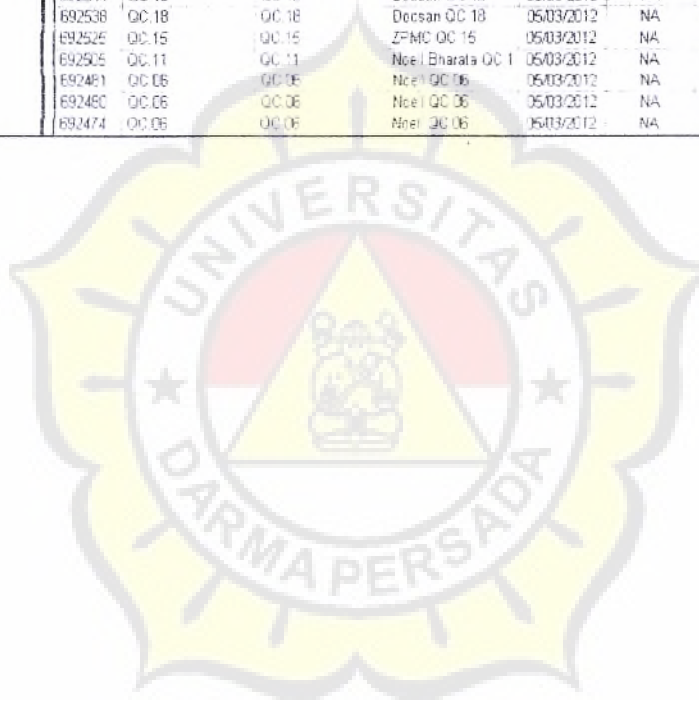 692538 QC.18 QC.18 Docsan QC 18 05/03/2012 NA
692525 QC.15 QC.15 ZPMC QC 15 05/03/2012 NA
692505 QC.11 QC.11 Noell Bharata QC 1 05/03/2012 NA
692481 QC.06 QC.06 Noel QC 06 05/03/2012 NA
692480 QC.06 QC.06 Noel QC 06 05/03/2012 NA
692474 QC.06 QC.06 Noel QC 06 05/03/2012 NA
UNIVERSITAS
DARMA PERSADA